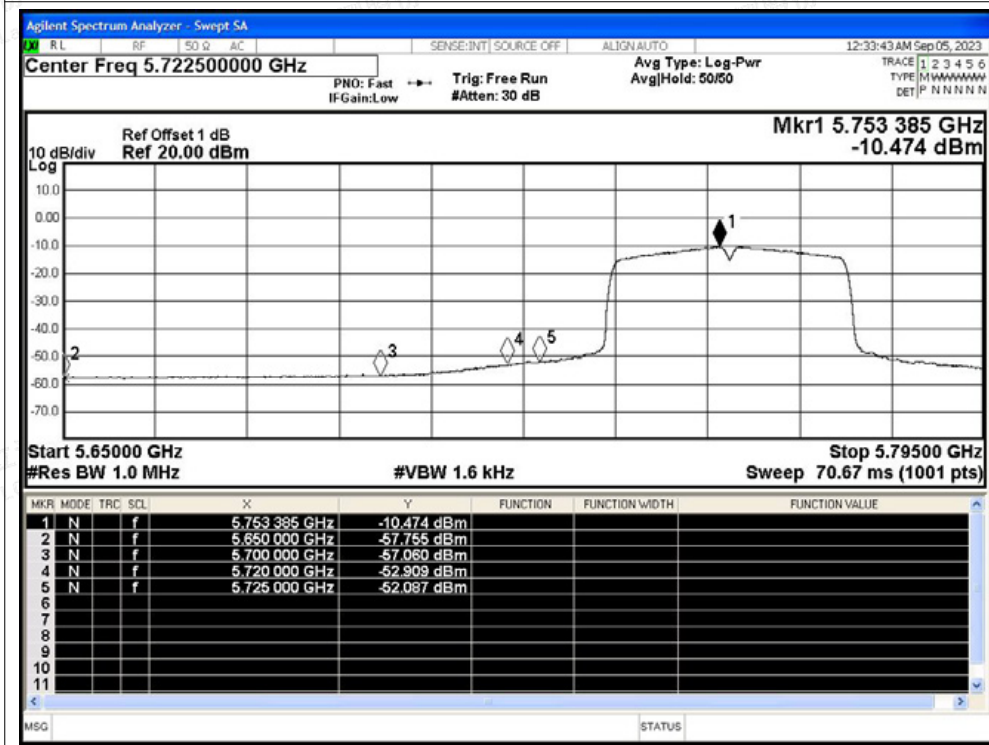 Agilent Spectrum Analyzer - Swept SA
RL RF 50 Ω AC SENSE:INT SOURCE OFF ALIGN AUTO 12:33:43 AM Sep 05, 2023
Center Freq 5.722500000 GHz
PNO: Fast
IFGain:Low
Trig: Free Run
#Atten: 30 dB
Avg Type: Log-Pwr
Avg|Hold: 50/50
TRACE 1 2 3 4 5 6
TYPE M WWWWW
DET P N N N N N
Mkr1 5.753 385 GHz
-10.474 dBm
Ref Offset 1 dB
10 dB/div Ref 20.00 dBm
Log
10.0
0.00
1
-10.0
-20.0
-30.0
-40.0
2 3 4 5
-50.0
-60.0
-70.0
Start 5.65000 GHz Stop 5.79500 GHz
#Res BW 1.0 MHz #VBW 1.6 kHz Sweep 70.67 ms (1001 pts)
MKR MODE TRC SCL X Y FUNCTION FUNCTION WIDTH FUNCTION VALUE
1 N f 5.753 385 GHz -10.474 dBm
2 N f 5.650 000 GHz -57.755 dBm
3 N f 5.700 000 GHz -57.060 dBm
4 N f 5.720 000 GHz -52.909 dBm
5 N f 5.725 000 GHz -52.087 dBm
6
7
8
9
10
11
MSG STATUS